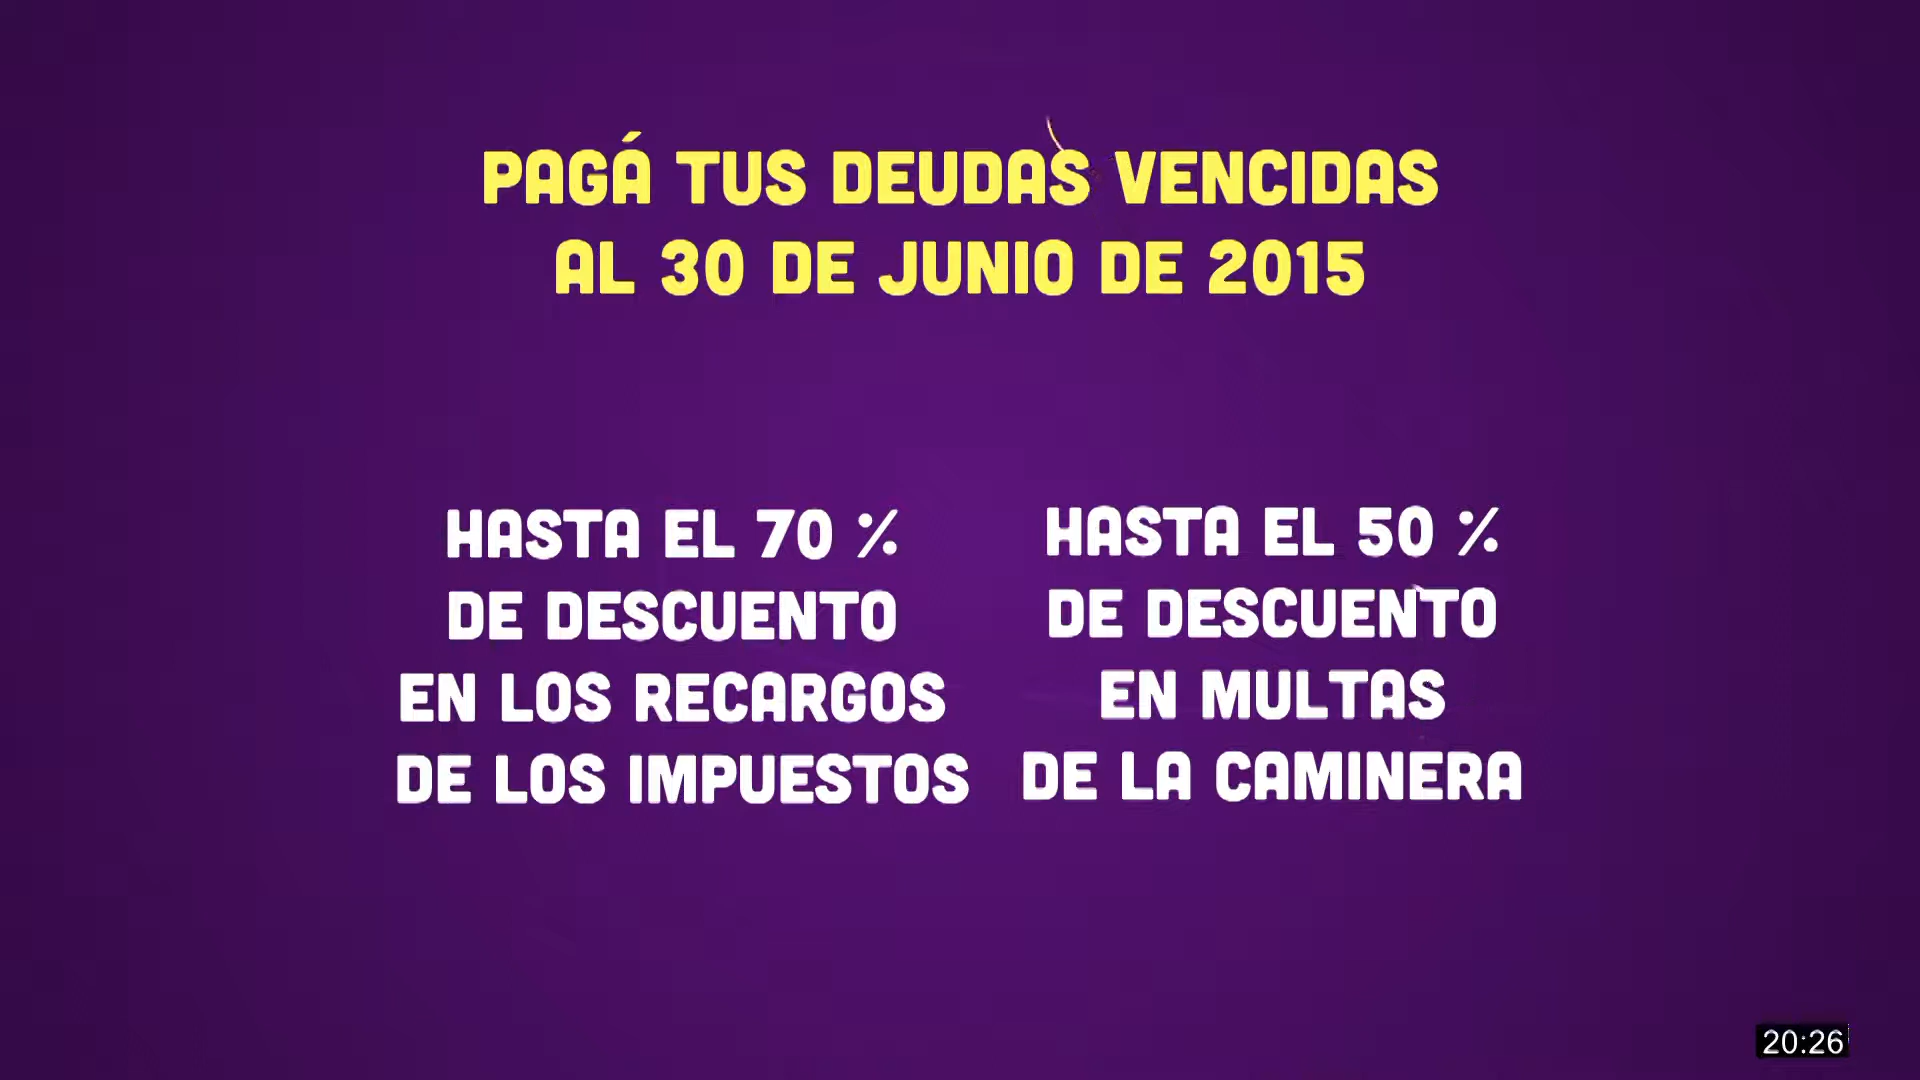 PAGÁ TUS DEUDAS VENCIDAS
AL 30 DE JUNIO DE 2015
HASTA EL 70 %
DE DESCUENTO
EN LOS RECARGOS
DE LOS IMPUESTOS
HASTA EL 50 %
DE DESCUENTO
EN MULTAS
DE LA CAMINERA
20:26